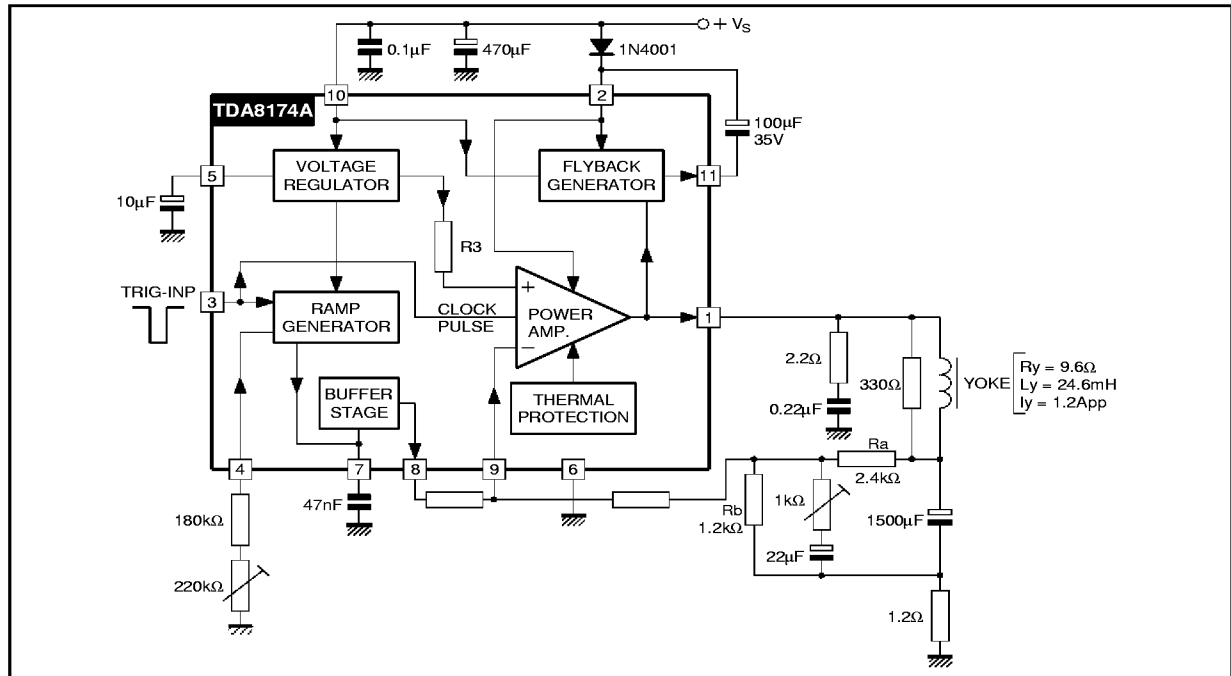 + VS
0.1µF
470µF
1N4001
TDA8174A
10
2
100µF
35V
5
VOLTAGE
REGULATOR
FLYBACK
GENERATOR
11
10µF
R3
TRIG-INP
3
RAMP
GENERATOR
CLOCK
PULSE
+
POWER
AMP.
−
1
2.2Ω
330Ω
YOKE
Ry = 9.6Ω
Ly = 24.6mH
Iy = 1.2App
BUFFER
STAGE
THERMAL
PROTECTION
0.22µF
4
7
8
9
6
Ra
2.4kΩ
47nF
180kΩ
Rb
1.2kΩ
1kΩ
1500µF
22µF
220kΩ
1.2Ω